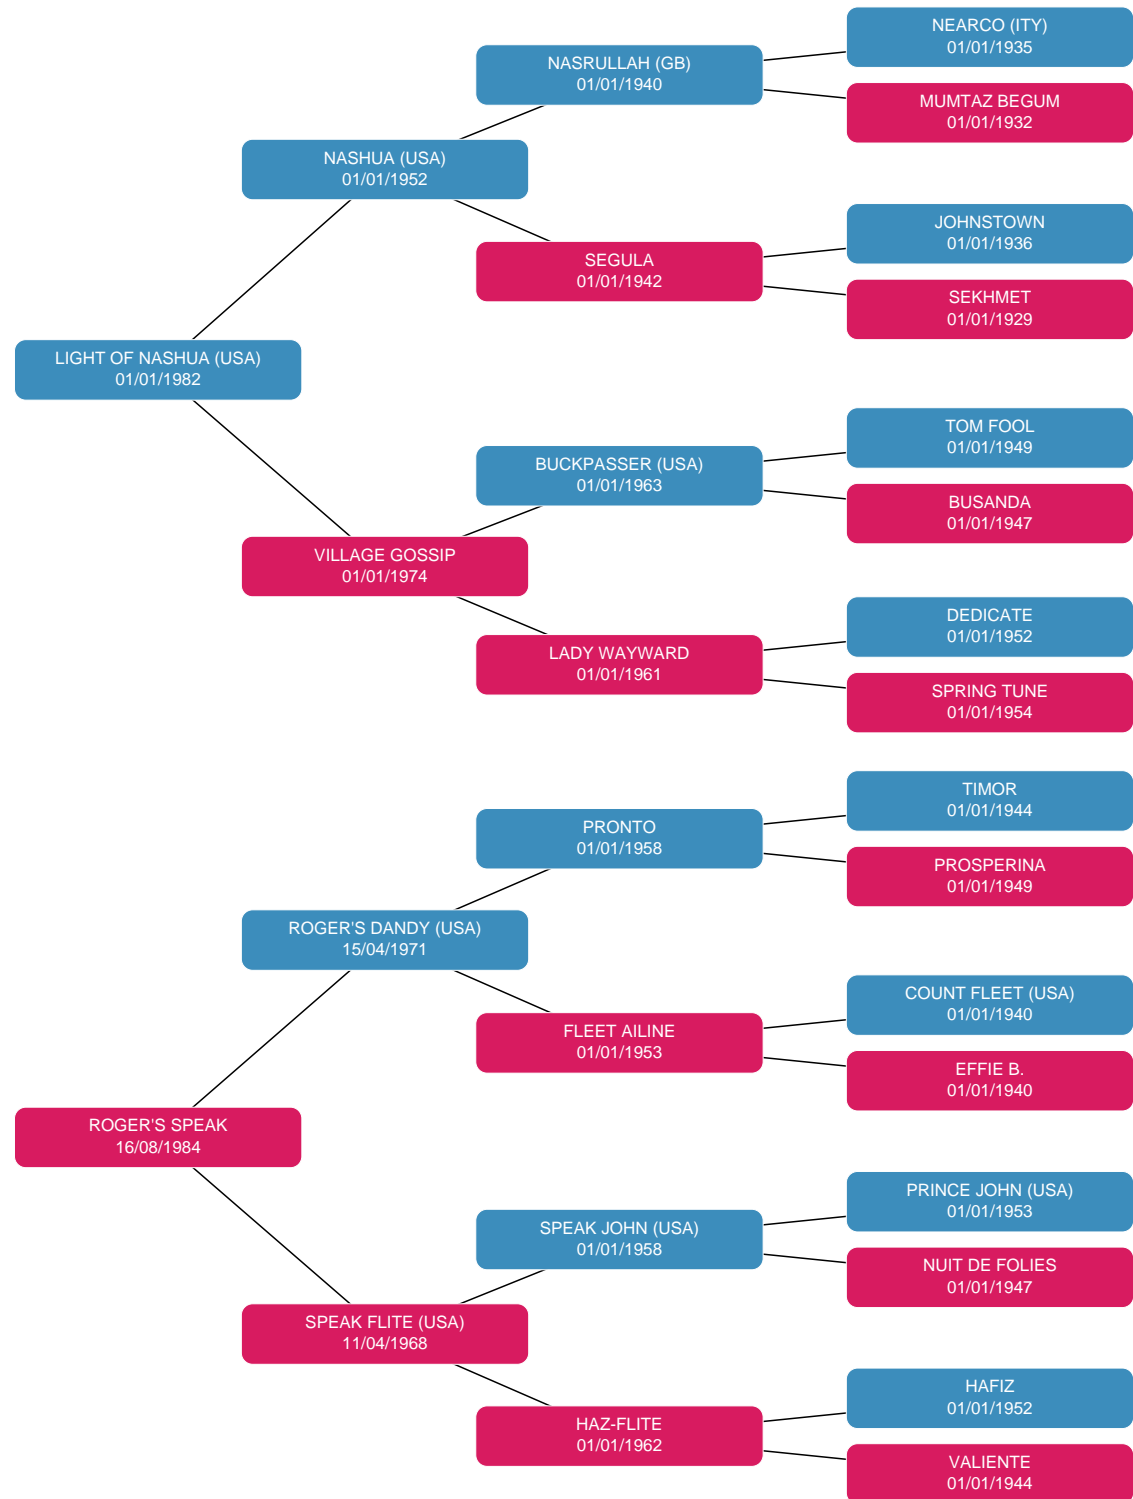 NEARCO (ITY)
01/01/1935
NASRULLAH (GB)
01/01/1940
MUMTAZ BEGUM
01/01/1932
NASHUA (USA)
01/01/1952
JOHNSTOWN
01/01/1936
SEGULA
01/01/1942
SEKHMET
01/01/1929
LIGHT OF NASHUA (USA)
01/01/1982
TOM FOOL
01/01/1949
BUCKPASSER (USA)
01/01/1963
BUSANDA
01/01/1947
VILLAGE GOSSIP
01/01/1974
DEDICATE
01/01/1952
LADY WAYWARD
01/01/1961
SPRING TUNE
01/01/1954
TIMOR
01/01/1944
PRONTO
01/01/1958
PROSPERINA
01/01/1949
ROGER'S DANDY (USA)
15/04/1971
COUNT FLEET (USA)
01/01/1940
FLEET AILINE
01/01/1953
EFFIE B.
01/01/1940
ROGER'S SPEAK
16/08/1984
PRINCE JOHN (USA)
01/01/1953
SPEAK JOHN (USA)
01/01/1958
NUIT DE FOLIES
01/01/1947
SPEAK FLITE (USA)
11/04/1968
HAFIZ
01/01/1952
HAZ-FLITE
01/01/1962
VALIENTE
01/01/1944